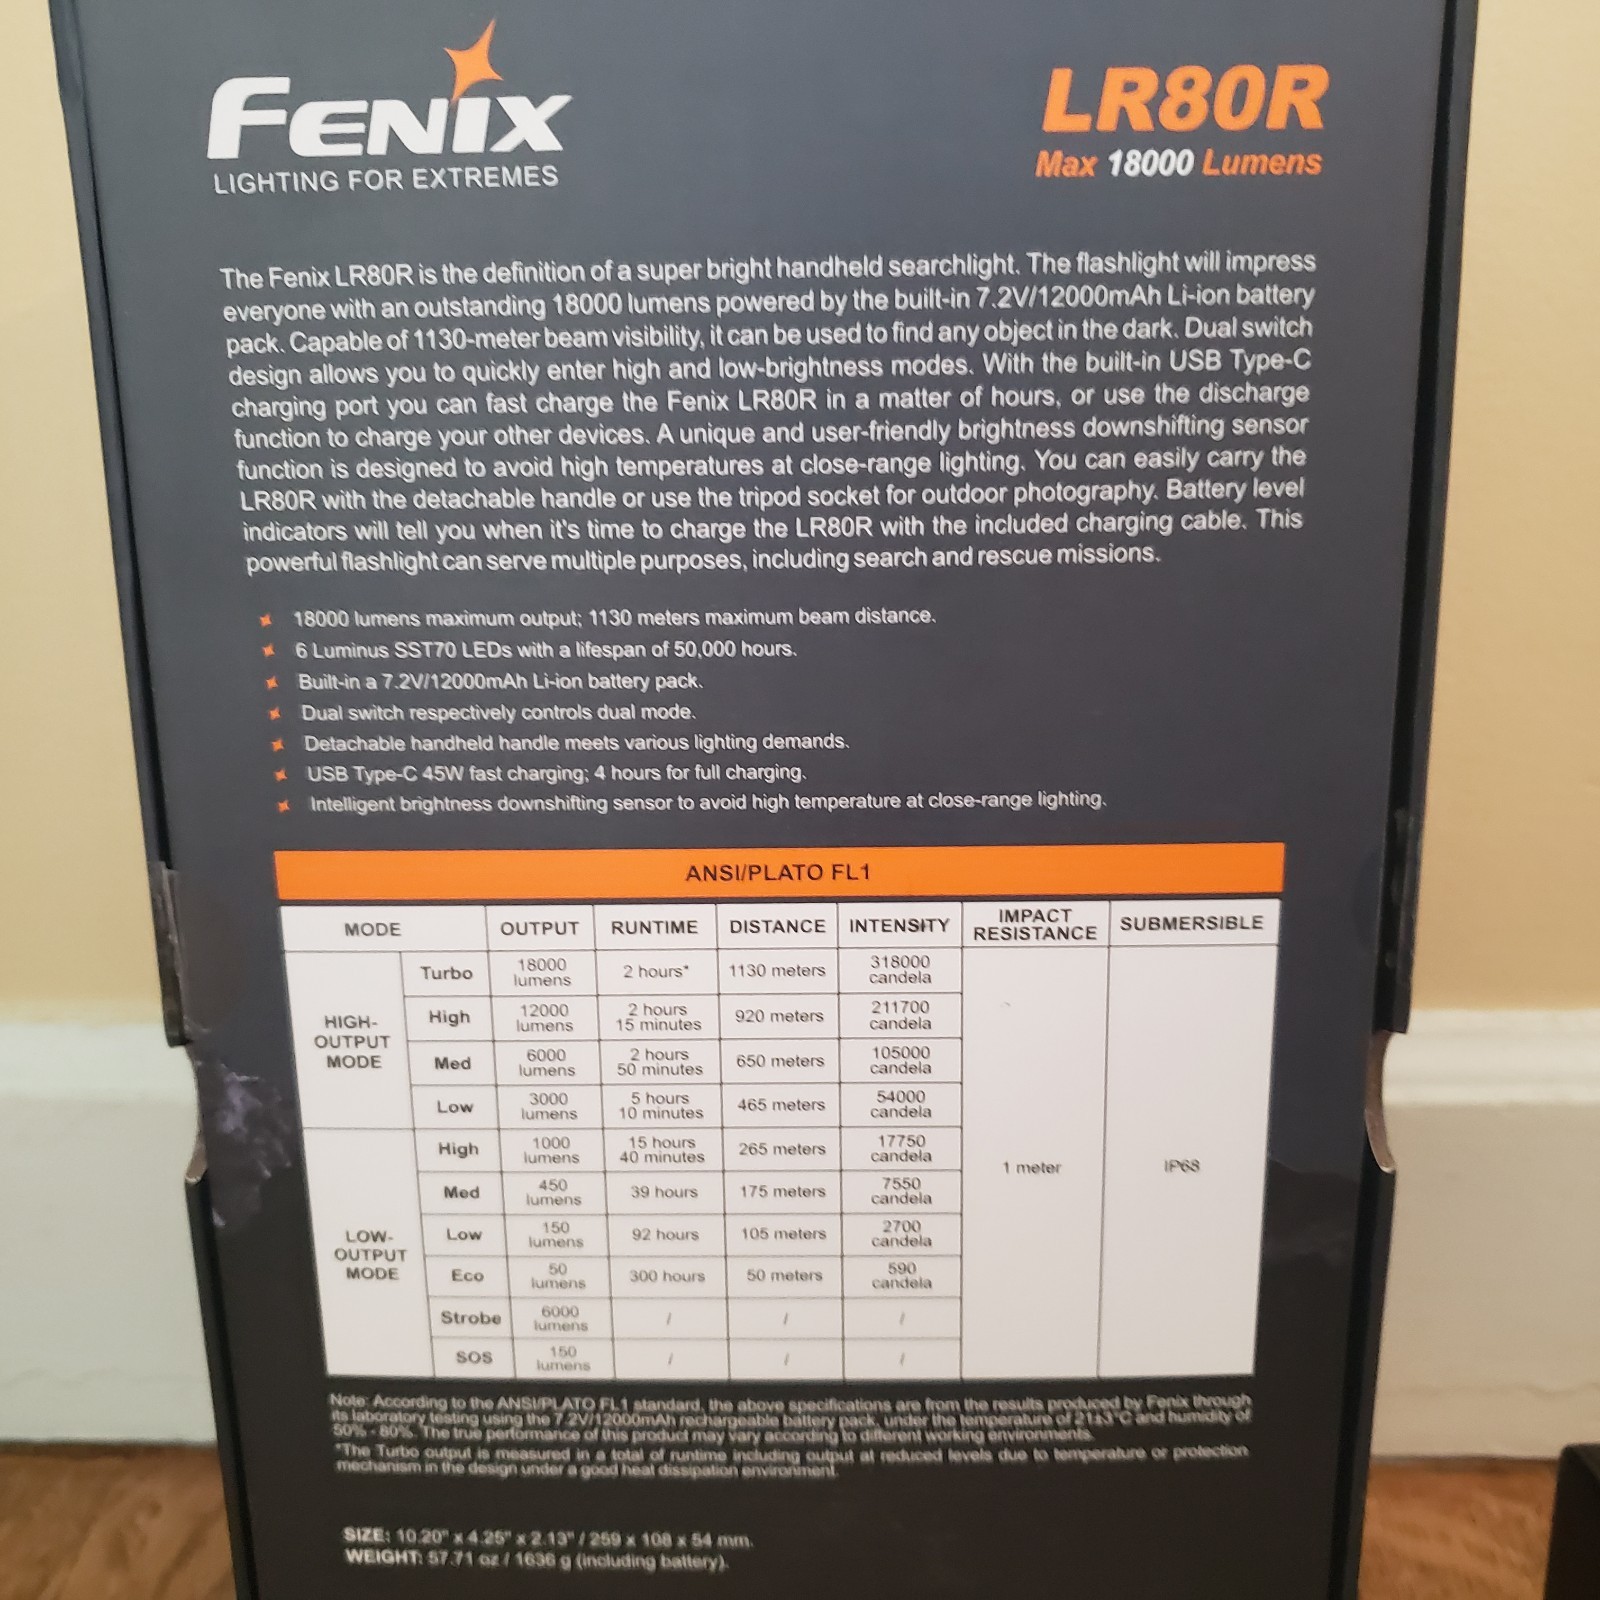 FENIX
LIGHTING FOR EXTREMES
LR80R
Max 18000 Lumens
The Fenix LR80R is the definition of a super bright handheld searchlight. The flashlight will impress
everyone with an outstanding 18000 lumens powered by the built-in 7.2V/12000mAh Li-ion battery
pack. Capable of 1130-meter beam visibility, it can be used to find any object in the dark. Dual switch
design allows you to quickly enter high and low-brightness modes. With the built-in USB Type-C
charging port you can fast charge the Fenix LR80R in a matter of hours, or use the discharge
function to charge your other devices. A unique and user-friendly brightness downshifting sensor
function is designed to avoid high temperatures at close-range lighting. You can easily carry the
LR80R with the detachable handle or use the tripod socket for outdoor photography. Battery level
indicators will tell you when it's time to charge the LR80R with the included charging cable. This
powerful flashlight can serve multiple purposes, including search and rescue missions.
18000 lumens maximum output; 1130 meters maximum beam distance.
6 Luminus SST70 LEDs with a lifespan of 50,000 hours.
Built-in a 7.2V/12000mAh Li-ion battery pack.
Dual switch respectively controls dual mode.
Detachable handheld handle meets various lighting demands.
USB Type-C 45W fast charging; 4 hours for full charging.
Intelligent brightness downshifting sensor to avoid high temperature at close-range lighting.
ANSI/PLATO FL1
MODE OUTPUT RUNTIME DISTANCE INTENSITY IMPACT RESISTANCE SUBMERSIBLE
HIGH-OUTPUT MODE
Turbo 18000 lumens 2 hours* 1130 meters 318000 candela
High 12000 lumens 2 hours 15 minutes 920 meters 211700 candela
Med 6000 lumens 2 hours 50 minutes 650 meters 105000 candela
Low 3000 lumens 5 hours 10 minutes 465 meters 54000 candela
LOW-OUTPUT MODE
High 1000 lumens 15 hours 40 minutes 265 meters 17750 candela
Med 450 lumens 39 hours 175 meters 7550 candela
Low 150 lumens 92 hours 105 meters 2700 candela
Eco 50 lumens 300 hours 50 meters 590 candela
Strobe 6000 lumens / / /
SOS 150 lumens / / /
1 meter
IP68
Note: According to the ANSI/PLATO FL1 standard, the above specifications are from the results produced by Fenix through
its laboratory testing using the 7.2V/12000mAh rechargeable battery pack, under the temperature of 21±3°C and humidity of
50% - 80%. The true performance of this product may vary according to different working environments.
*The Turbo output is measured in a total of runtime including output at reduced levels due to temperature or protection
mechanism in the design under a good heat dissipation environment.
SIZE: 10.20" x 4.25" x 2.13" / 259 x 108 x 54 mm.
WEIGHT: 57.71 oz / 1636 g (including battery).